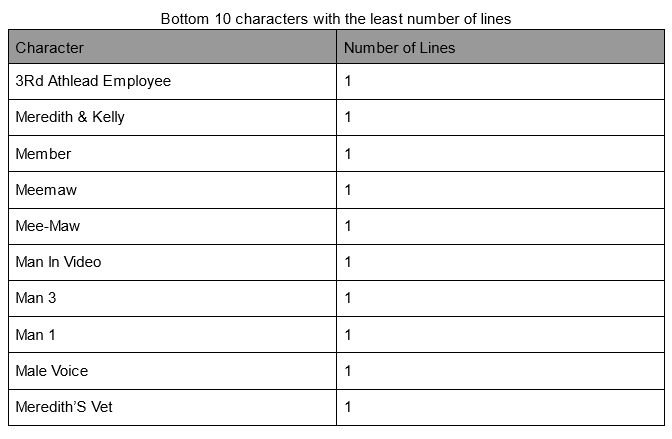 Bottom 10 characters with the least number of lines
Character Number of Lines
3Rd Athlead Employee 1
Meredith & Kelly 1
Member 1
Meemaw 1
Mee-Maw 1
Man In Video 1
Man 3 1
Man 1 1
Male Voice 1
Meredith’S Vet 1